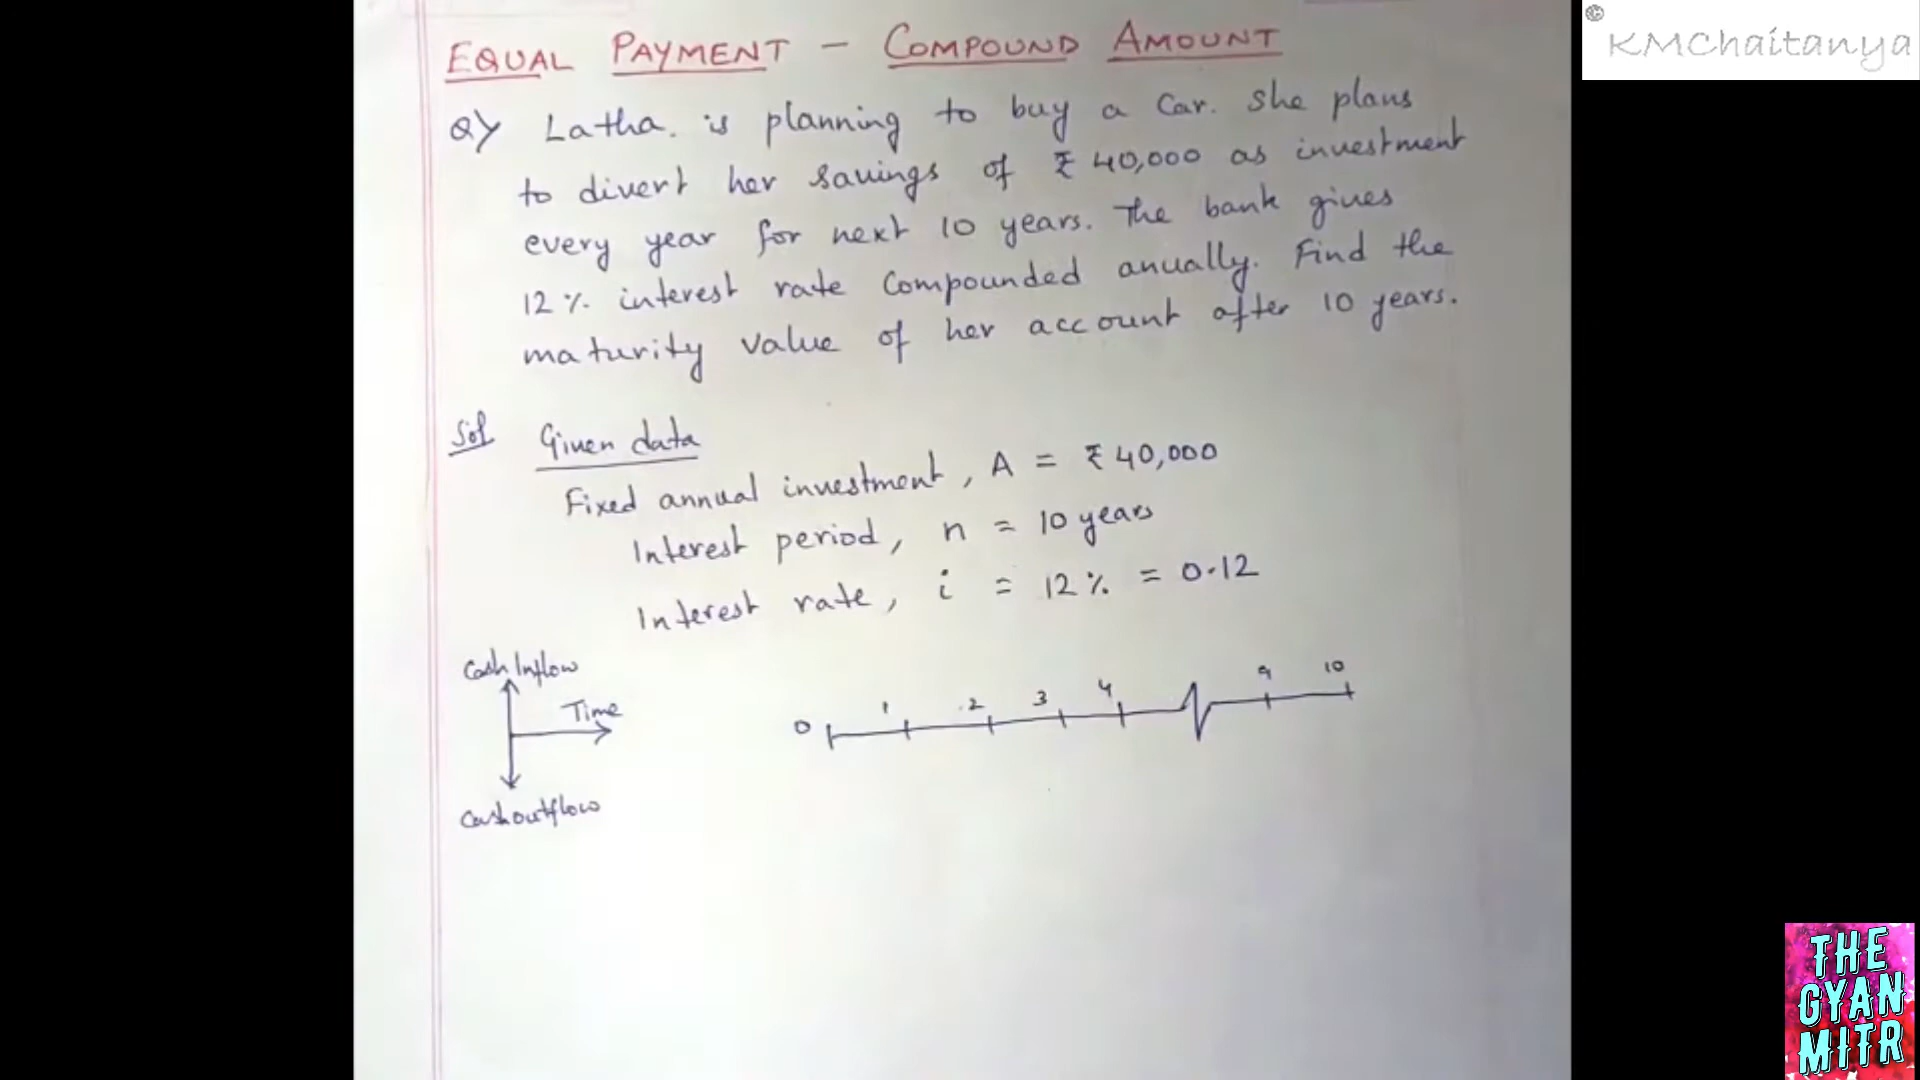 EQUAL PAYMENT - COMPOUND AMOUNT
© KMChaitanya
Q) Latha. is planning to buy a Car. She plans
to divert her savings of ₹ 40,000 as investment
every year for next 10 years. The bank gives
12 % interest rate compounded anually. Find the
maturity value of her account after 10 years.
Sol Given data
Fixed annual investment, A = ₹ 40,000
Interest period, n = 10 years
Interest rate, i = 12 % = 0.12
Cash Inflow
Time
Cash outflow
0 1 2 3 4 9 10
THE
GYAN
MITR